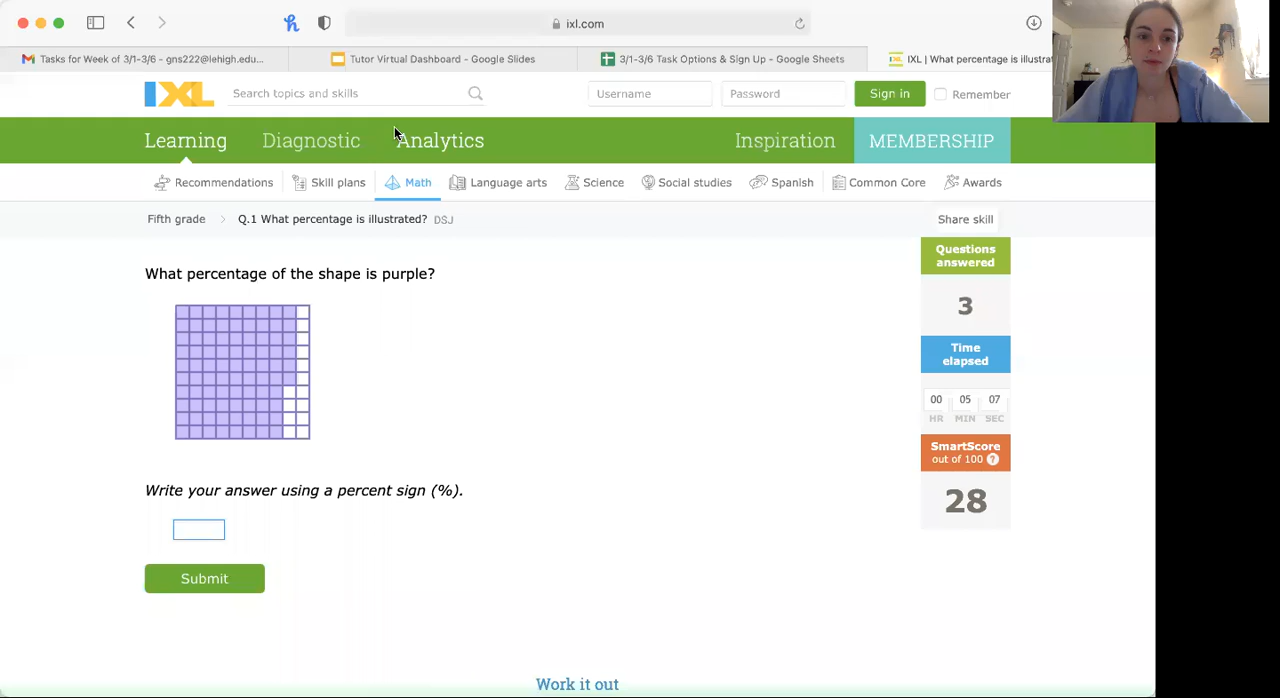 ixl.com
Tasks for Week of 3/1-3/6 - gns222@lehigh.edu...
Tutor Virtual Dashboard - Google Slides
3/1-3/6 Task Options & Sign Up - Google Sheets
IXL | What percentage is illustrat
IXL
Search topics and skills
Username
Password
Sign in
Remember
Learning
Diagnostic
Analytics
Inspiration
MEMBERSHIP
Recommendations
Skill plans
Math
Language arts
Science
Social studies
Spanish
Common Core
Awards
Fifth grade
Q.1 What percentage is illustrated? DSJ
Share skill
What percentage of the shape is purple?
Write your answer using a percent sign (%).
Submit
Questions
answered
3
Time
elapsed
00 05 07
HR MIN SEC
SmartScore
out of 100 ?
28
Work it out